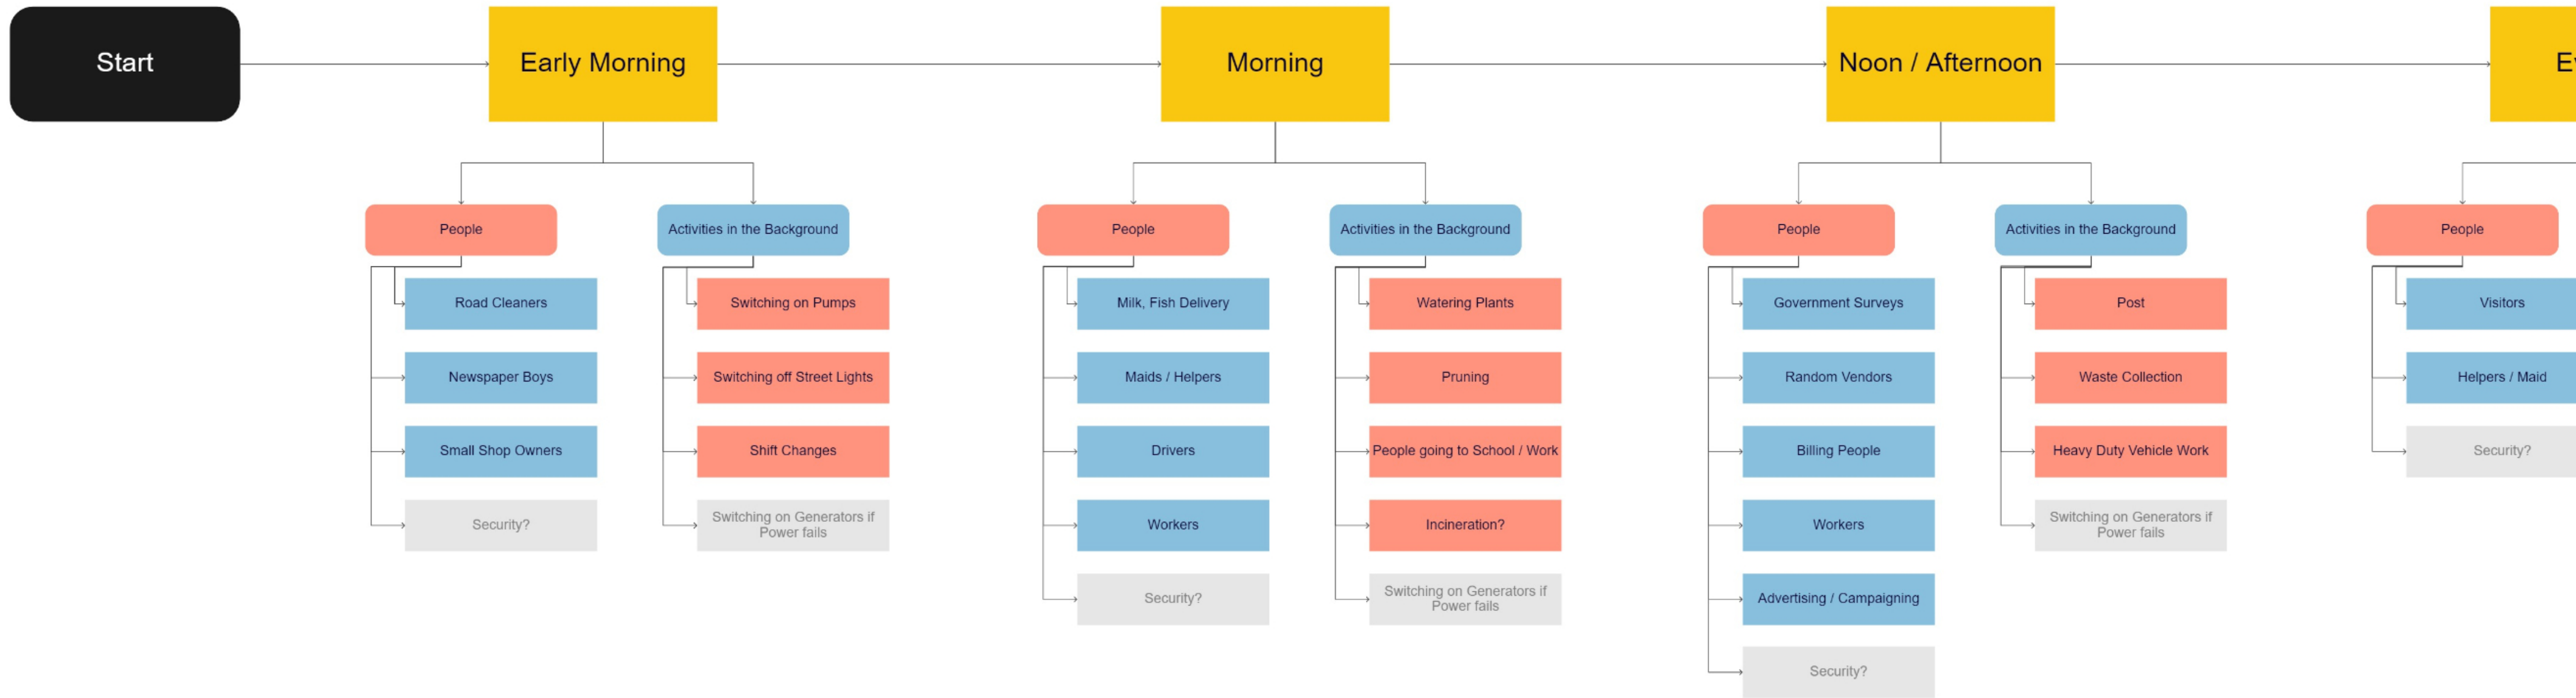 Start
Early Morning
Morning
Noon / Afternoon
People
Activities in the Background
People
Activities in the Background
People
Activities in the Background
People
Road Cleaners
Newspaper Boys
Small Shop Owners
Security?
Switching on Pumps
Switching off Street Lights
Shift Changes
Switching on Generators if
Power fails
Milk, Fish Delivery
Maids / Helpers
Drivers
Workers
Security?
Watering Plants
Pruning
People going to School / Work
Incineration?
Switching on Generators if
Power fails
Government Surveys
Random Vendors
Billing People
Workers
Advertising / Campaigning
Security?
Post
Waste Collection
Heavy Duty Vehicle Work
Switching on Generators if
Power fails
Visitors
Helpers / Maid
Security?